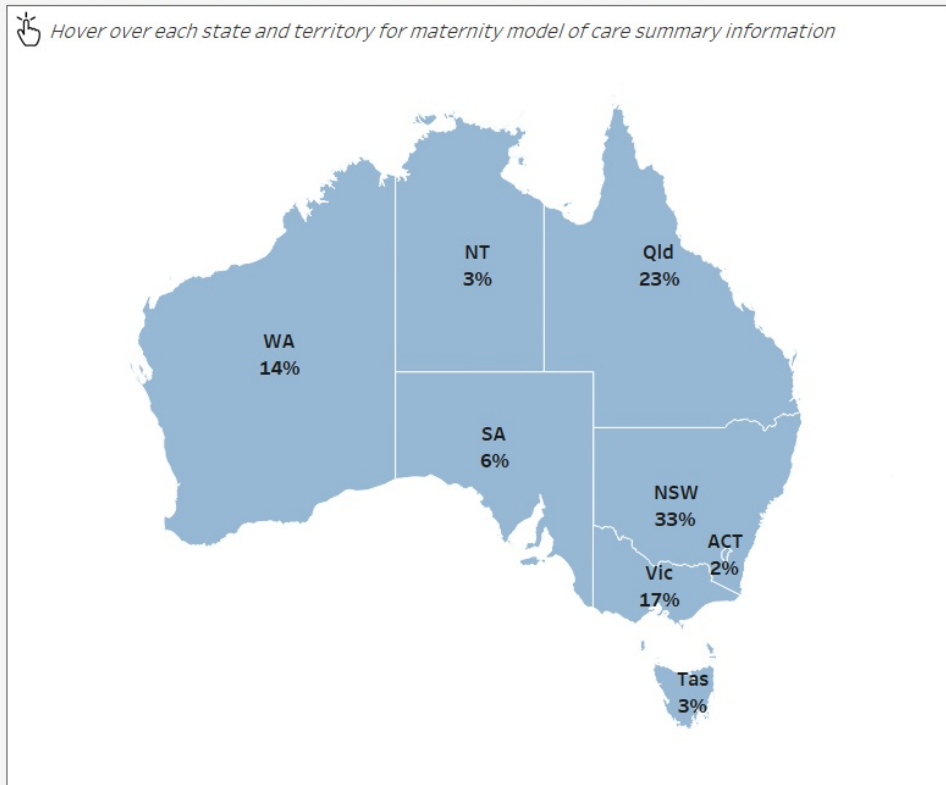 Hover over each state and territory for maternity model of care summary information
NT
3%
Qld
23%
WA
14%
SA
6%
NSW
33%
ACT
2%
Vic
17%
Tas
3%